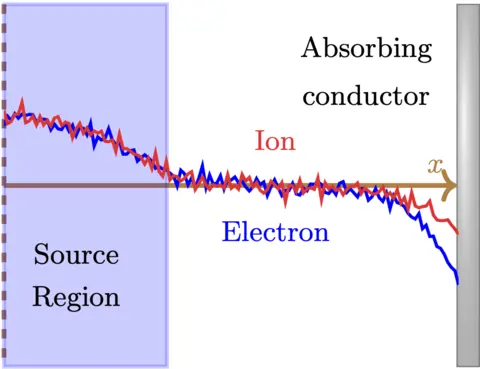 Absorbing
conductor
Ion
x
Electron
Source
Region